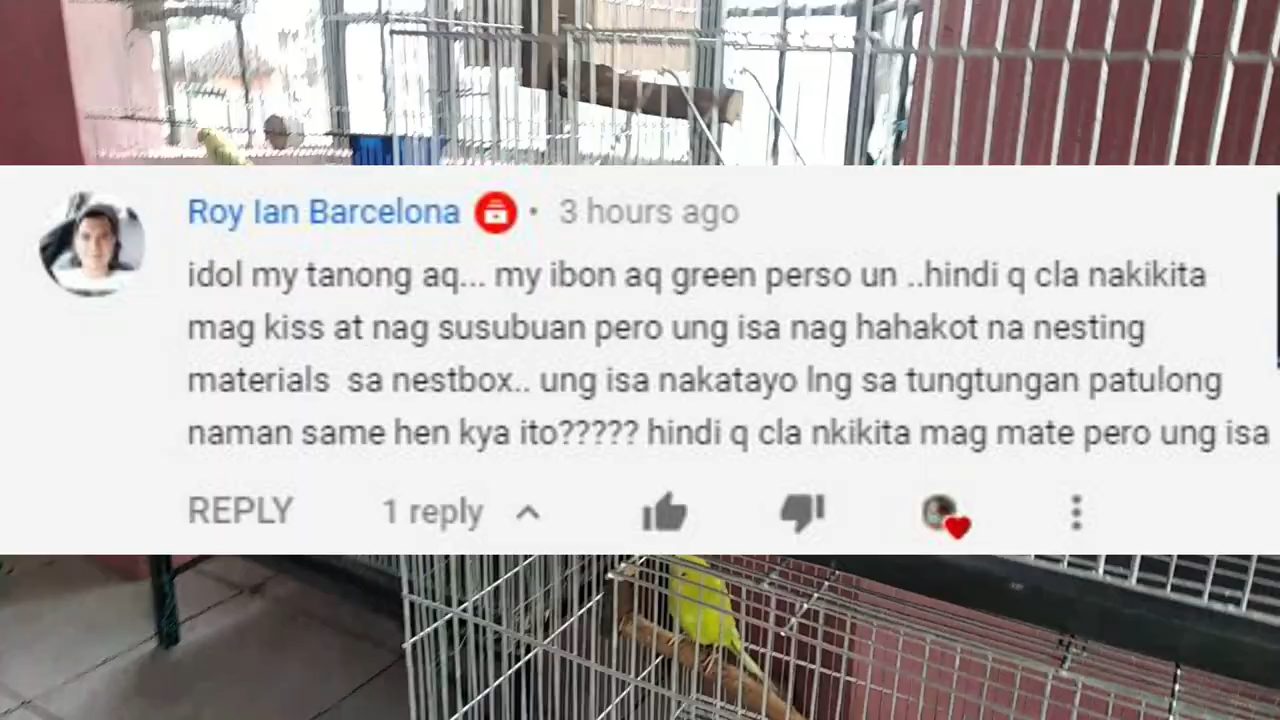 Roy Ian Barcelona • 3 hours ago
idol my tanong aq... my ibon aq green perso un ..hindi q cla nakikita
mag kiss at nag susubuan pero ung isa nag hahakot na nesting
materials sa nestbox.. ung isa nakatayo lng sa tungtungan patulong
naman same hen kya ito????? hindi q cla nkikita mag mate pero ung isa
REPLY 1 reply